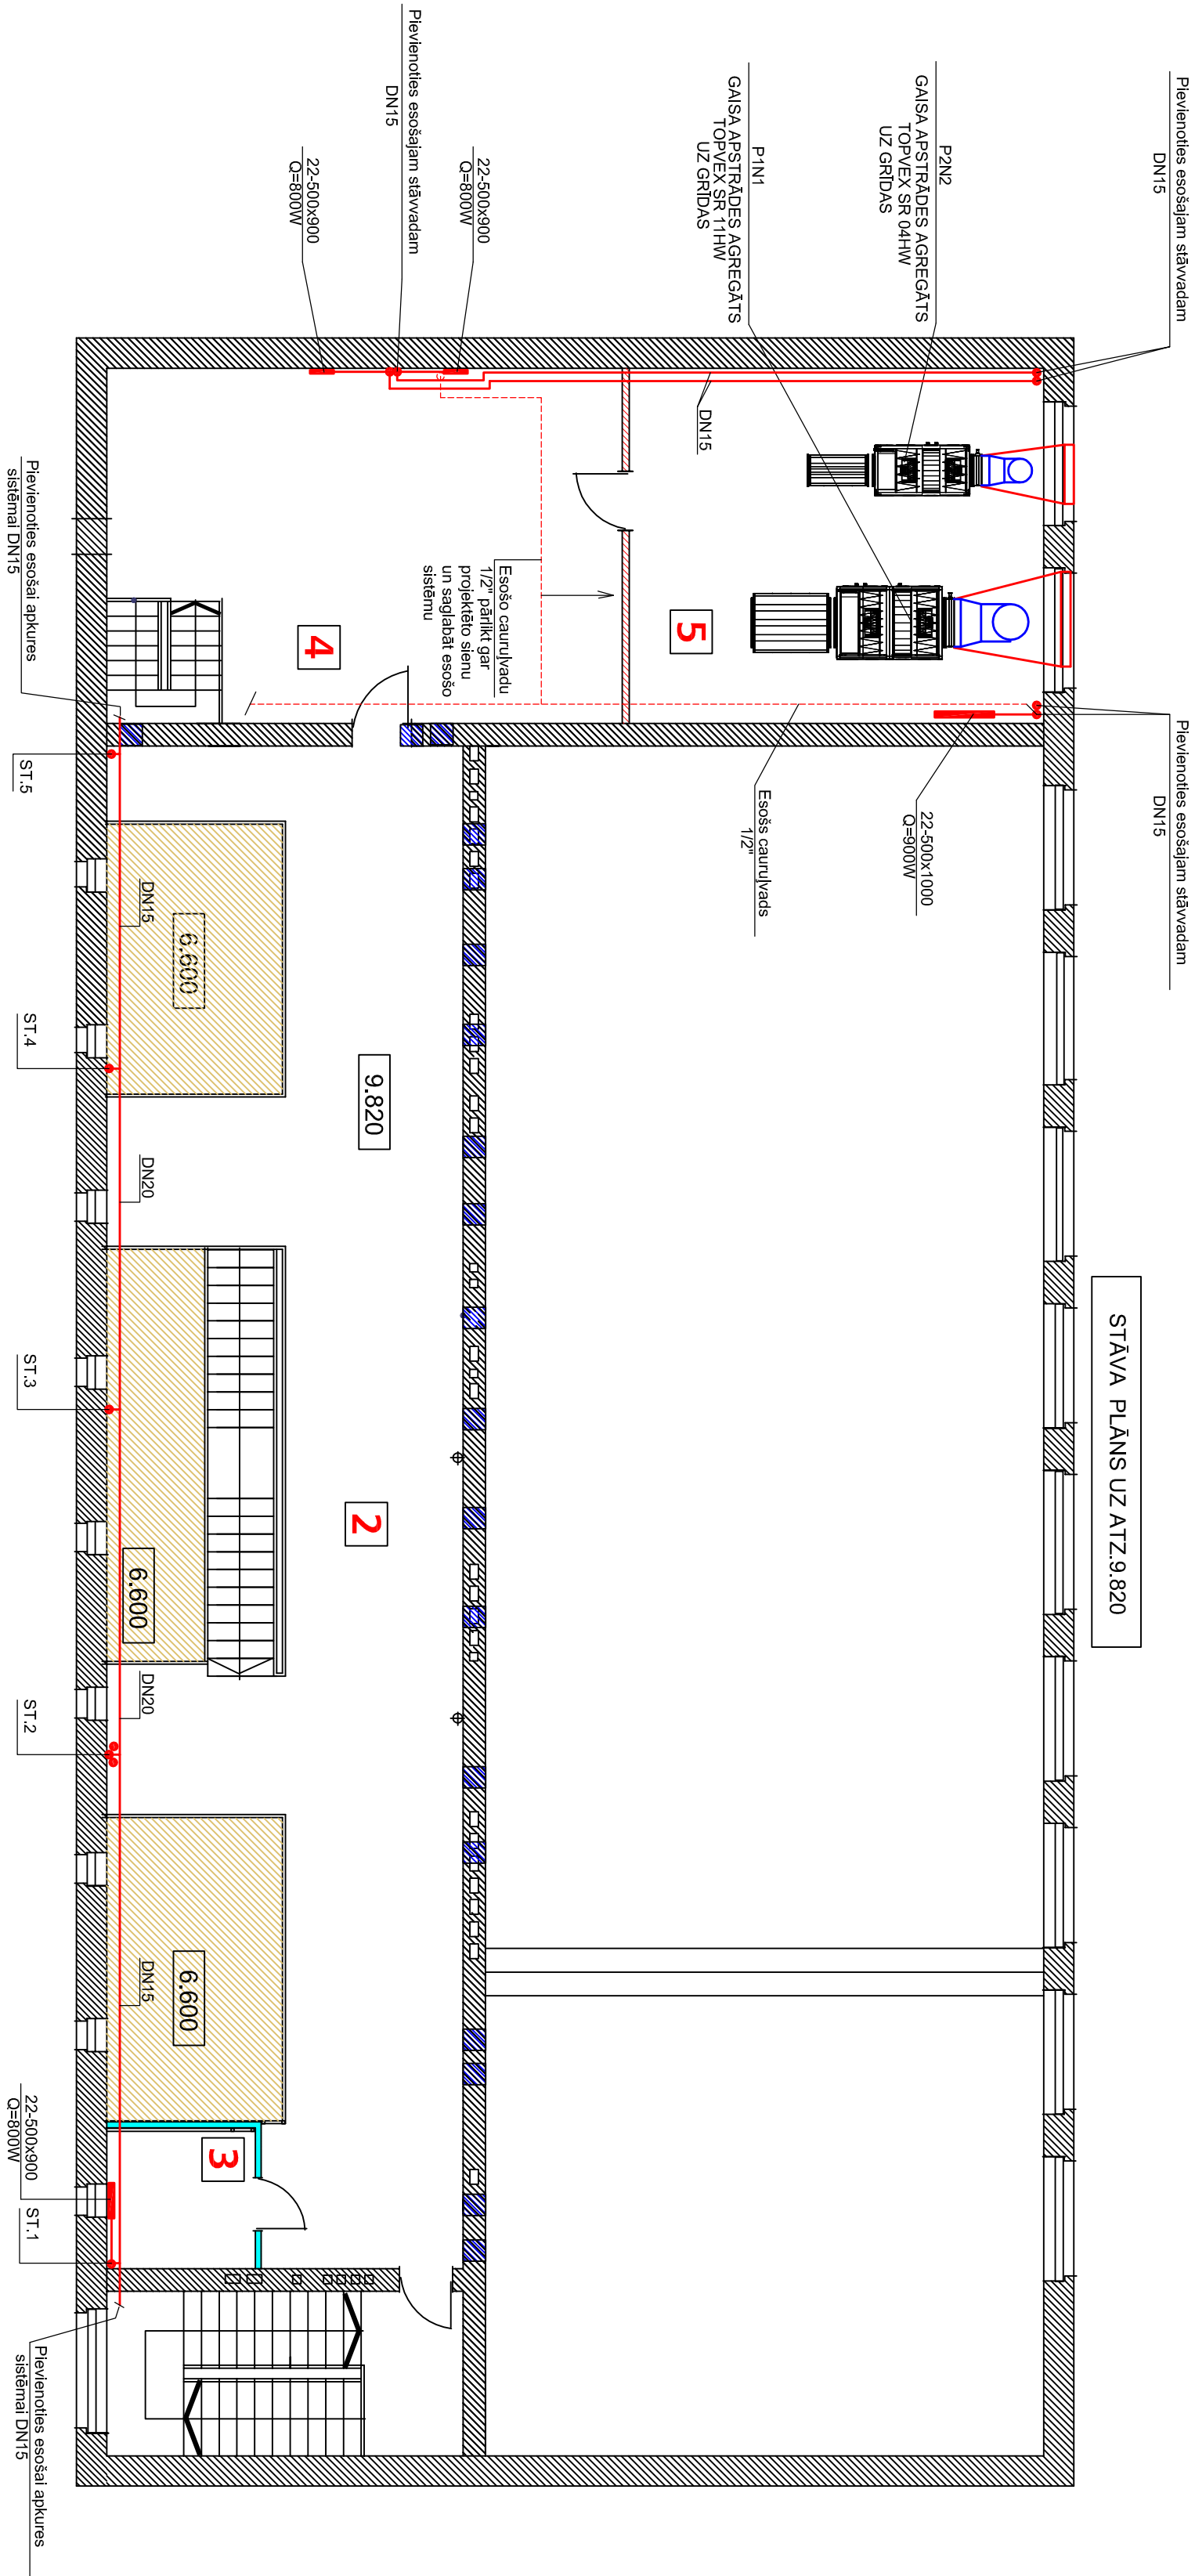 Pievienoties esošajam stāvvadam
DN15
P2N2
GAISA APSTRĀDES AGREGĀTS
TOPVEX SR 04HW
UZ GRĪDAS
P1N1
GAISA APSTRĀDES AGREGĀTS
TOPVEX SR 11HW
UZ GRĪDAS
22-500x900
Q=800W
Pievienoties esošajam stāvvadam
DN15
22-500x900
Q=800W
DN15
Pievienoties esošajam stāvvadam
DN15
22-500x1000
Q=900W
Esošs cauruļvads
1/2"
5
Esošo cauruļvadu
1/2" pārlikt gar
projektēto sienu
un saglabāt esošo
sistēmu
4
Pievienoties esošai apkures
sistēmai DN15
STĀVA PLĀNS UZ ATZ.9.820
9.820
2
6.600
6.600
6.600
3
DN15
DN20
DN20
DN15
ST.5
ST.4
ST.3
ST.2
22-500x900
Q=800W
ST.1
Pievienoties esošai apkures
sistēmai DN15